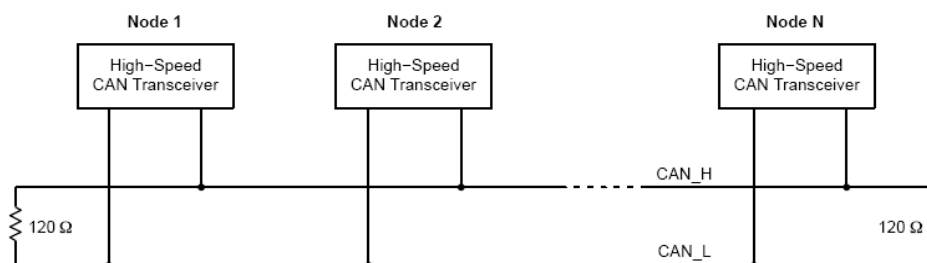 Node 1
Node 2
Node N
High-Speed
CAN Transceiver
High-Speed
CAN Transceiver
High-Speed
CAN Transceiver
CAN_H
120 Ω
120 Ω
CAN_L